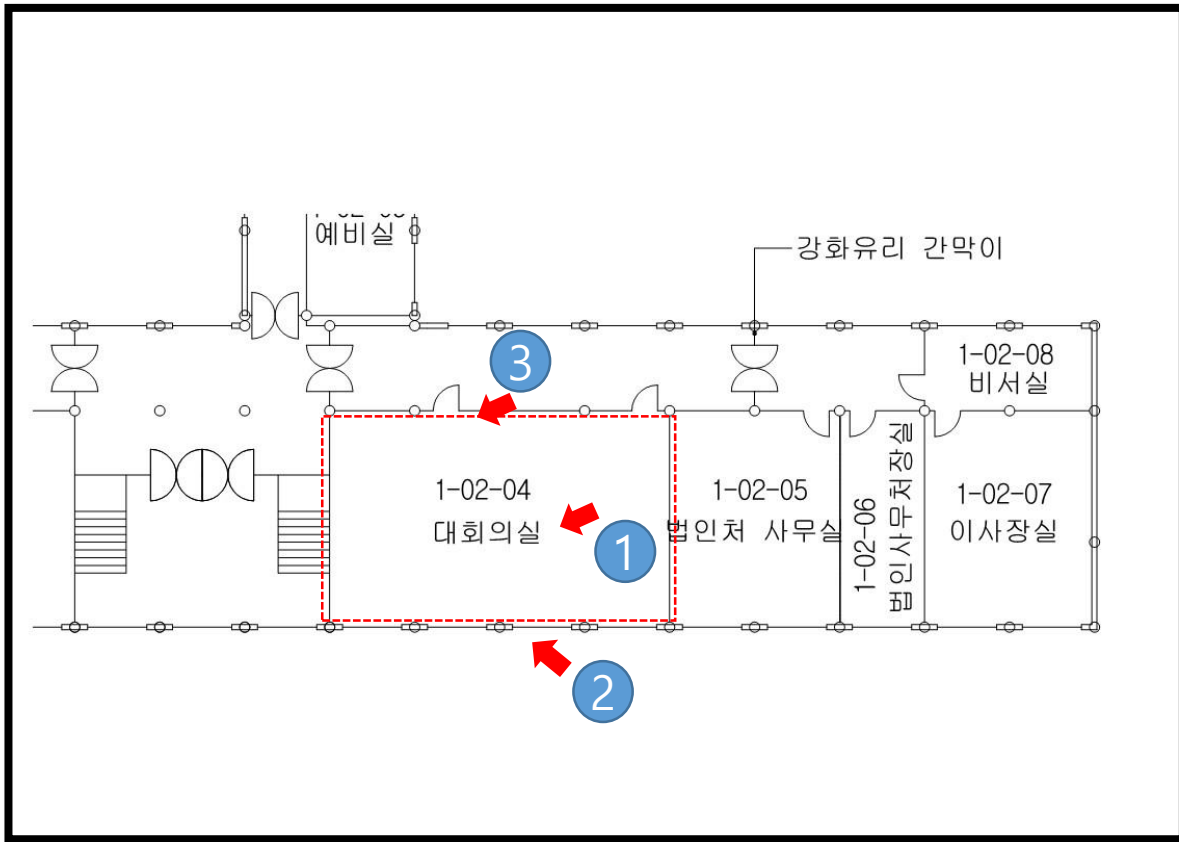 예비실
강화유리 간막이
3
1-02-08
비서실
1-02-04
대회의실
1
1-02-05
법인처 사무실
1-02-06
법인사무처장실
1-02-07
이사장실
2